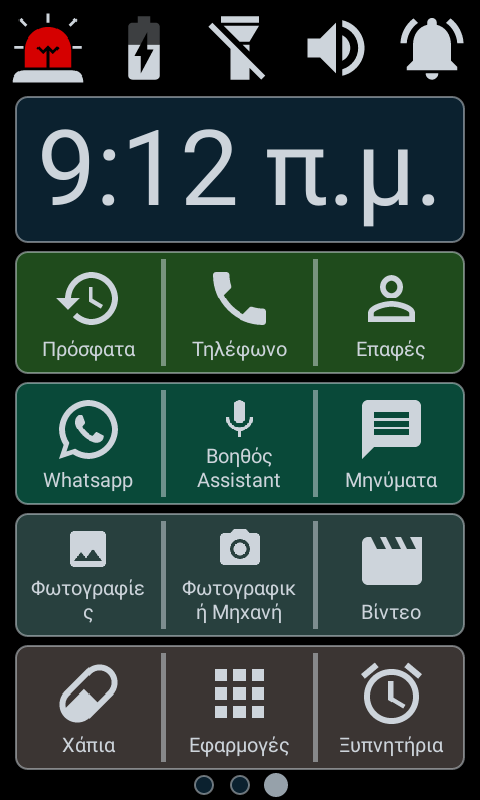 9:12 π.μ.
Πρόσφατα
Τηλέφωνο
Επαφές
Whatsapp
Βοηθός
Assistant
Μηνύματα
Φωτογραφίε
ς
Φωτογραφικ
ή Μηχανή
Βίντεο
Χάπια
Εφαρμογές
Ξυπνητήρια